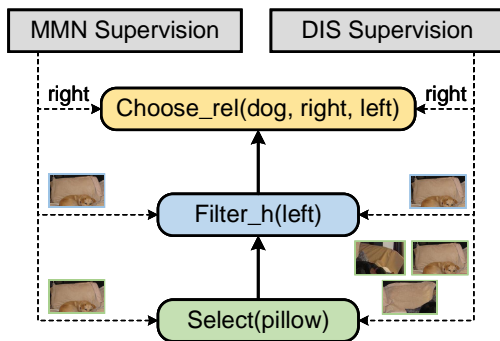 MMN Supervision
DIS Supervision
right
right
Choose_rel(dog, right, left)
Filter_h(left)
Select(pillow)